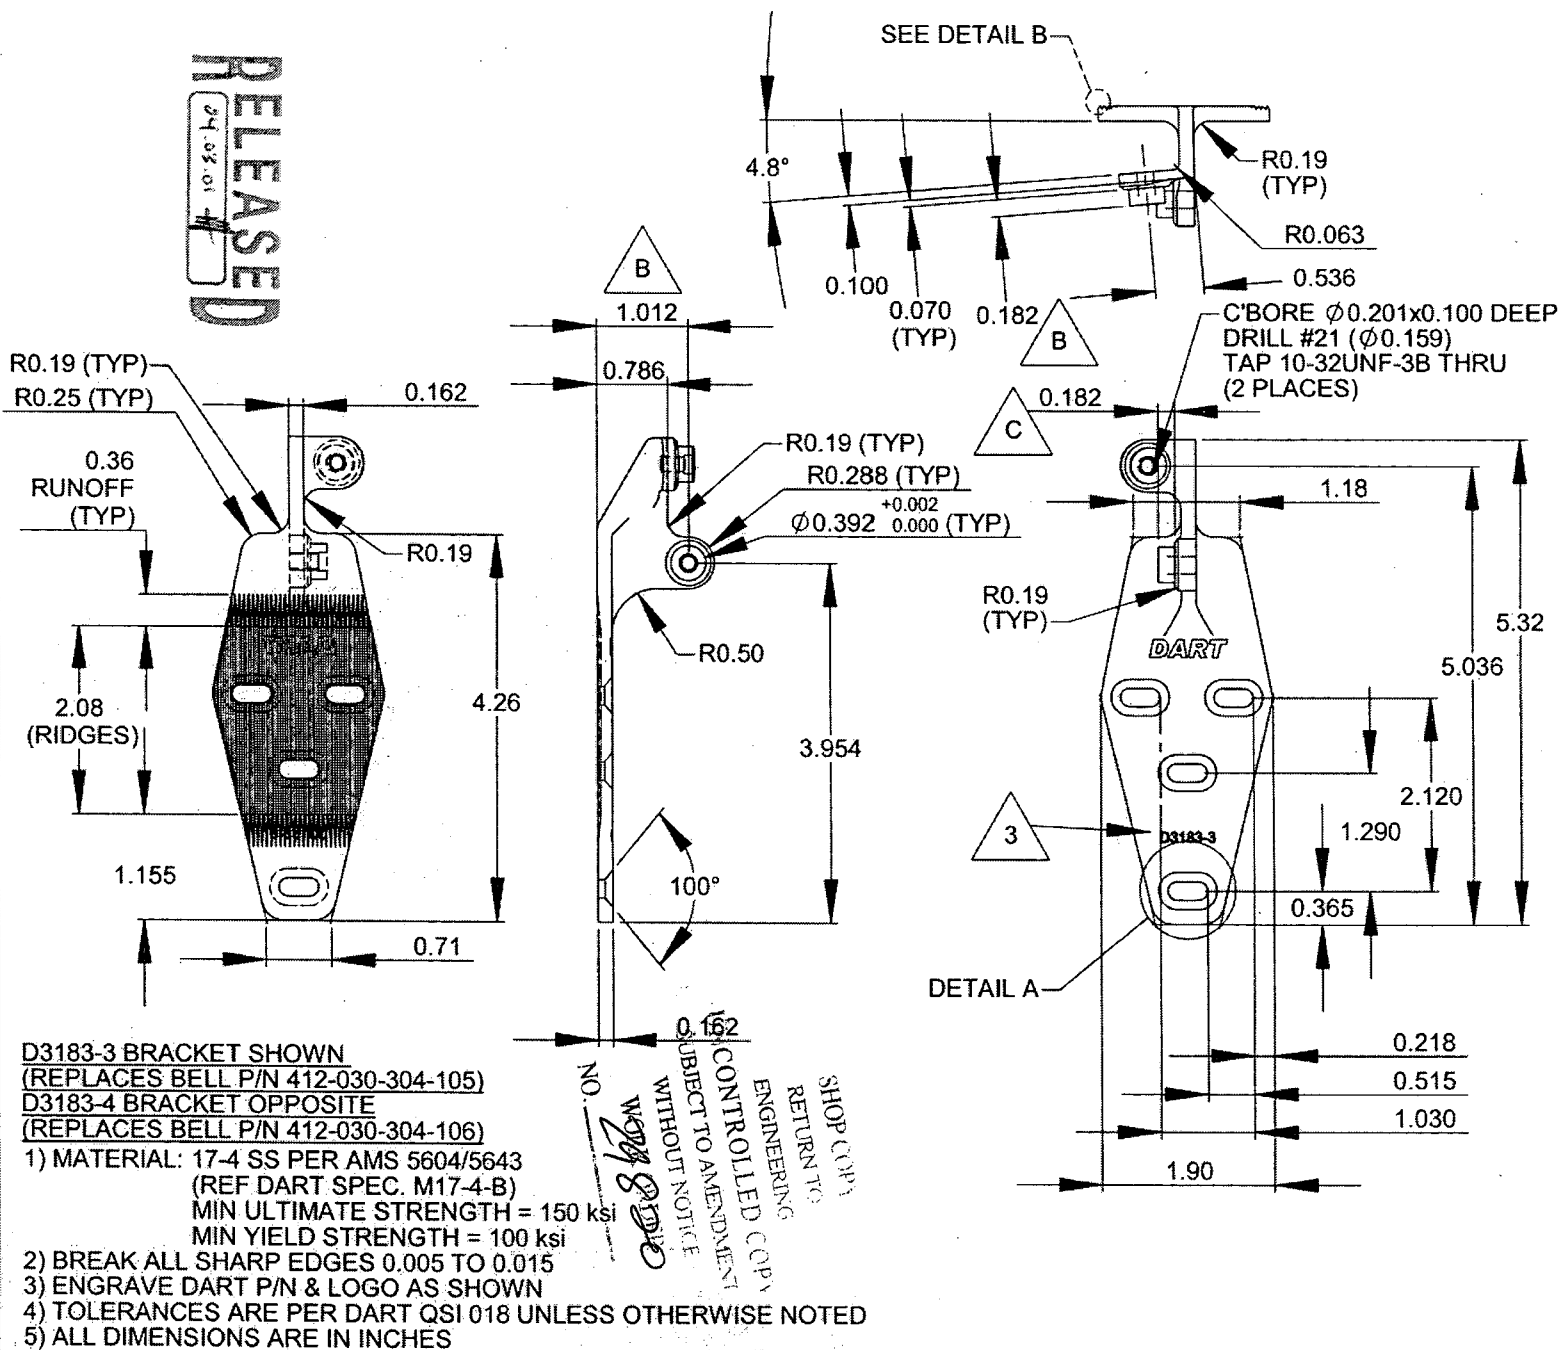 RELEASED
SEE DETAIL B
4.8°
R0.19
(TYP)
R0.063
0.100
0.070
(TYP)
0.182
0.536
B
B
1.012
0.786
C'BORE Ø0.201x0.100 DEEP
DRILL #21 (Ø0.159)
TAP 10-32UNF-3B THRU
(2 PLACES)
R0.19 (TYP)
R0.25 (TYP)
0.162
0.36
RUNOFF
(TYP)
R0.19
2.08
(RIDGES)
4.26
1.155
0.71
R0.19 (TYP)
R0.288 (TYP)
Ø0.392 +0.002 0.000 (TYP)
R0.50
3.954
100°
0.162
C
0.182
1.18
R0.19
(TYP)
DART
5.32
5.036
2.120
1.290
3
D3183-3
0.365
DETAIL A
0.218
0.515
1.030
1.90
SHOP COPY
RETURN TO
ENGINEERING
UNCONTROLLED COPY
SUBJECT TO AMENDMENT
WITHOUT NOTICE
NO.
D3183-3 BRACKET SHOWN
(REPLACES BELL P/N 412-030-304-105)
D3183-4 BRACKET OPPOSITE
(REPLACES BELL P/N 412-030-304-106)
1) MATERIAL: 17-4 SS PER AMS 5604/5643
(REF DART SPEC. M17-4-B)
MIN ULTIMATE STRENGTH = 150 ksi
MIN YIELD STRENGTH = 100 ksi
2) BREAK ALL SHARP EDGES 0.005 TO 0.015
3) ENGRAVE DART P/N & LOGO AS SHOWN
4) TOLERANCES ARE PER DART QSI 018 UNLESS OTHERWISE NOTED
5) ALL DIMENSIONS ARE IN INCHES